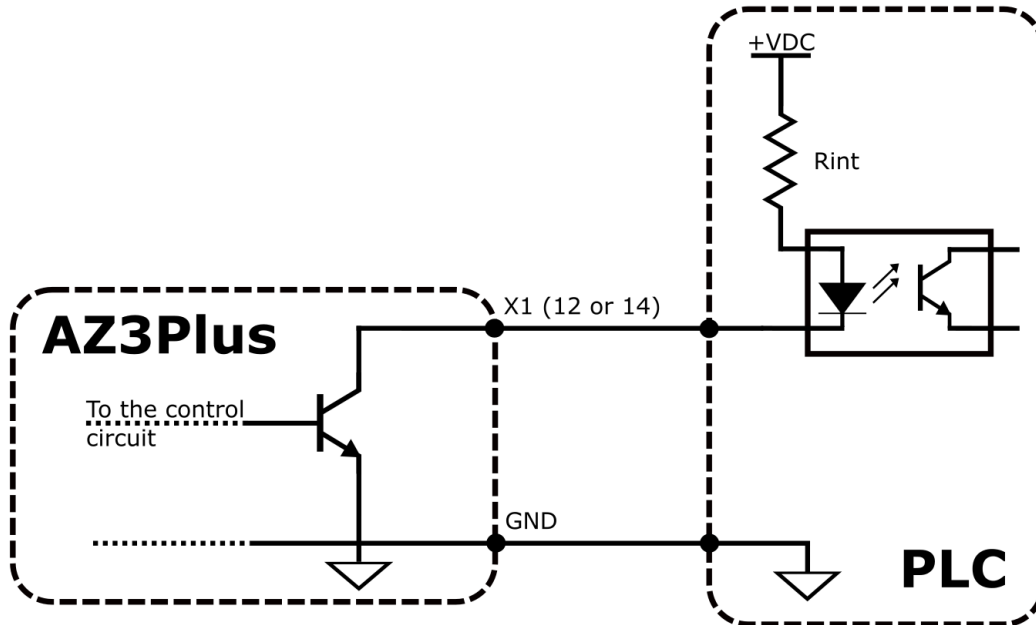 +VDC
Rint
X1 (12 or 14)
AZ3Plus
To the control
circuit
GND
PLC